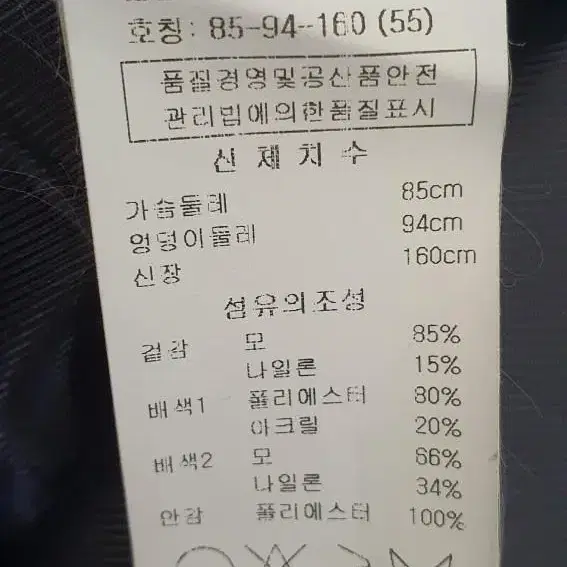 호칭: 85-94-160 (55)
품질경영및공산품안전
관리법에의한품질표시
신 체 치 수
가슴둘레 85cm
엉덩이둘레 94cm
신장 160cm
섬유의조성
겉감 모 85%
나일론 15%
배색1 폴리에스터 80%
아크릴 20%
배색2 모 66%
나일론 34%
안감 폴리에스터 100%